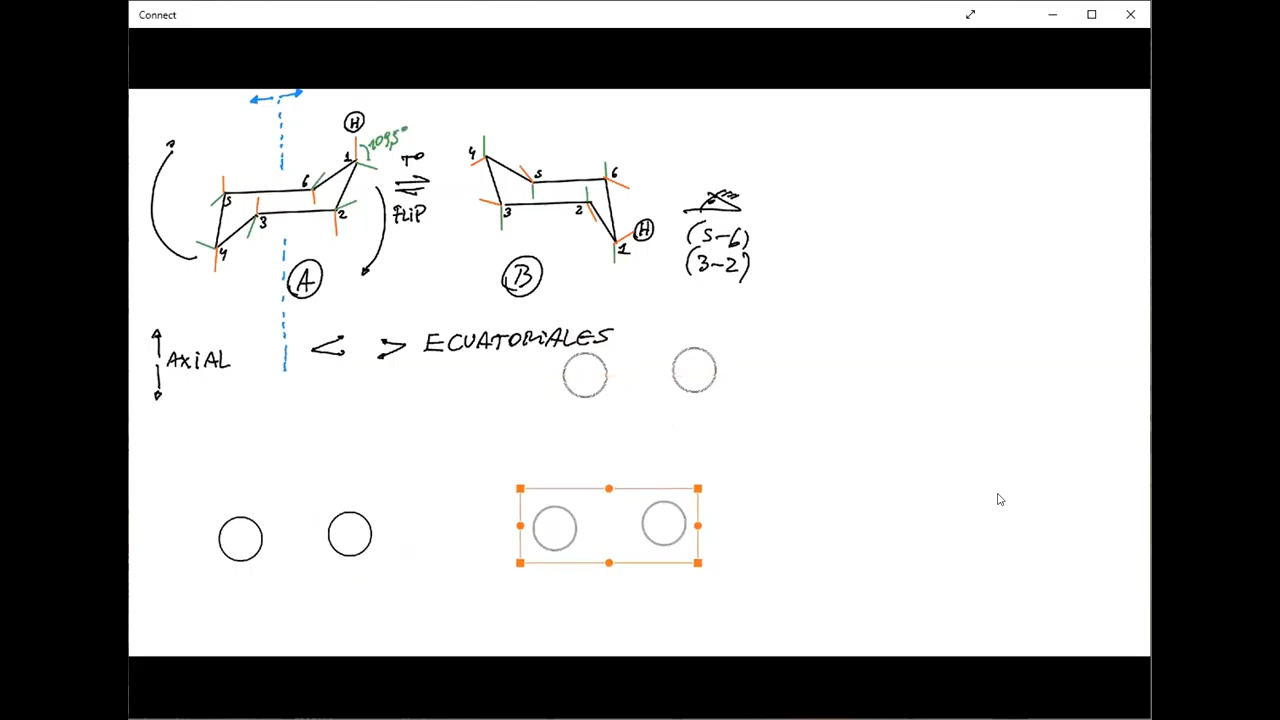 Connect
H
1 109,5°
T°
FLIP
5 6 3 2 4
A
4 5 6 3 2 H 1
B
(5-6)
(3-2)
AXIAL
< > ECUATORIALES